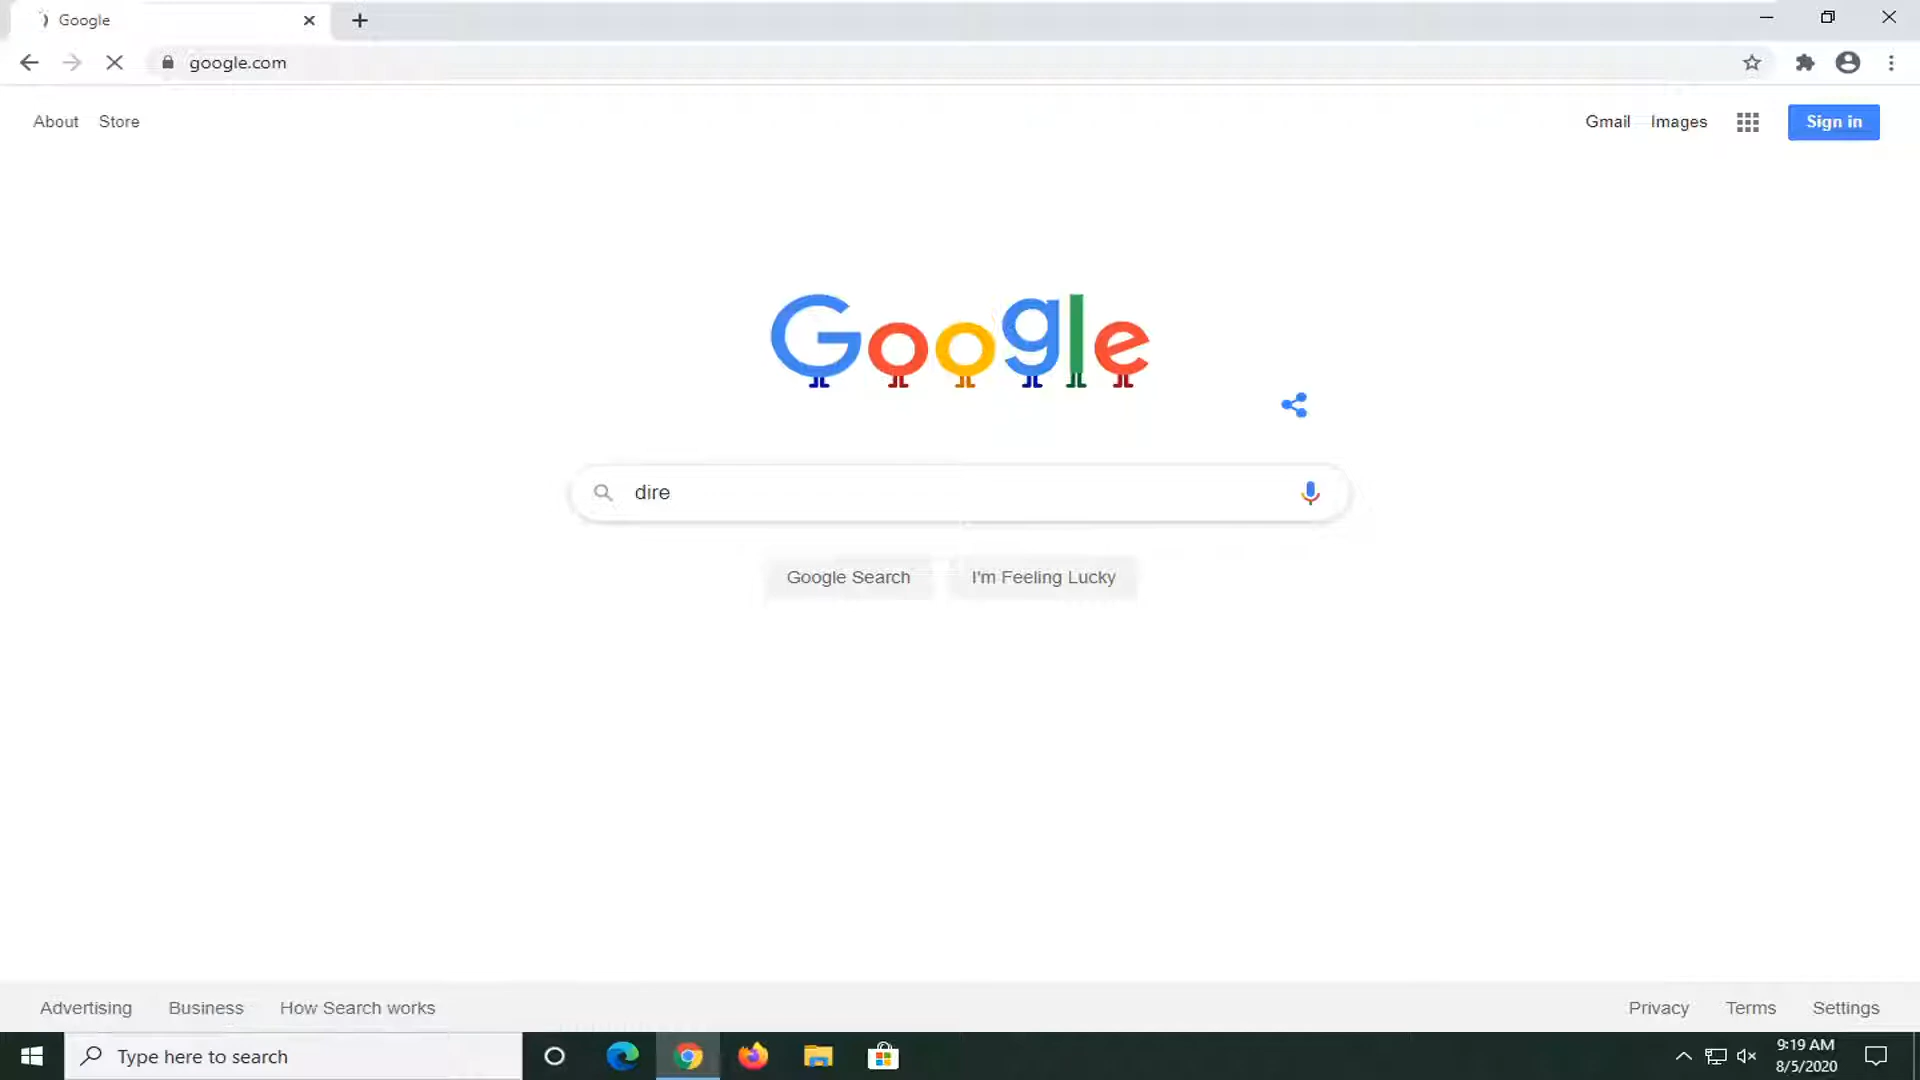 Google
google.com
About Store
Gmail Images Sign in
Google
dire
Google Search I'm Feeling Lucky
Advertising Business How Search works
Privacy Terms Settings
Type here to search
9:19 AM
8/5/2020